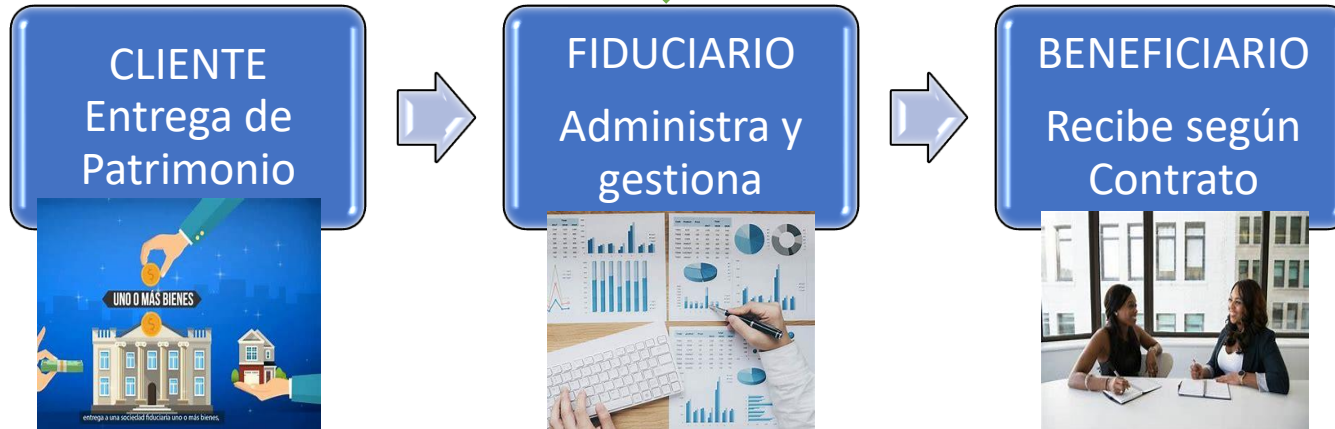 CLIENTE
Entrega de
Patrimonio
FIDUCIARIO
Administra y
gestiona
BENEFICIARIO
Recibe según
Contrato
UNO O MÁS BIENES
entrega a una sociedad fiduciaria uno o más bienes,